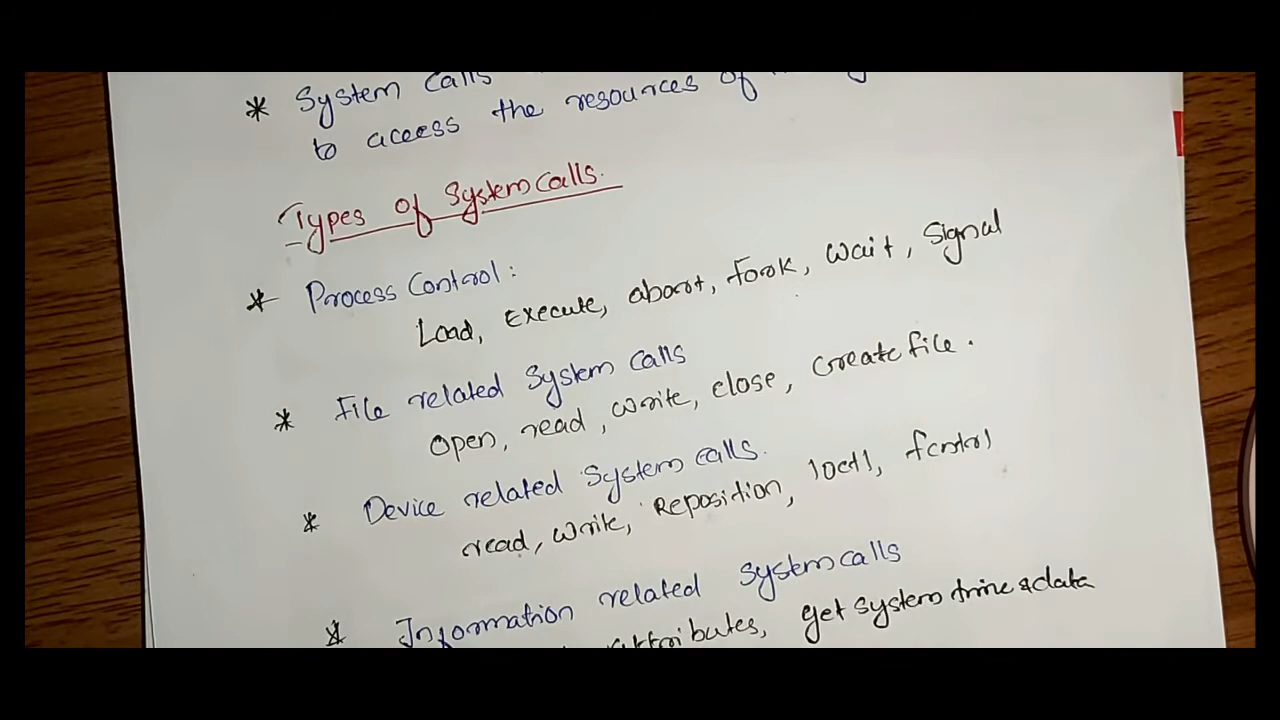 * System calls
to access the resources of
Types of System calls.
* Process Control:
Load, Execute, abort, fork, wait, Signal
* File related System calls
Open, read, write, close, create file.
* Device related System calls.
read, write, Reposition, ioctl, fcntrl
* Information related System calls
attributes, get system time & data